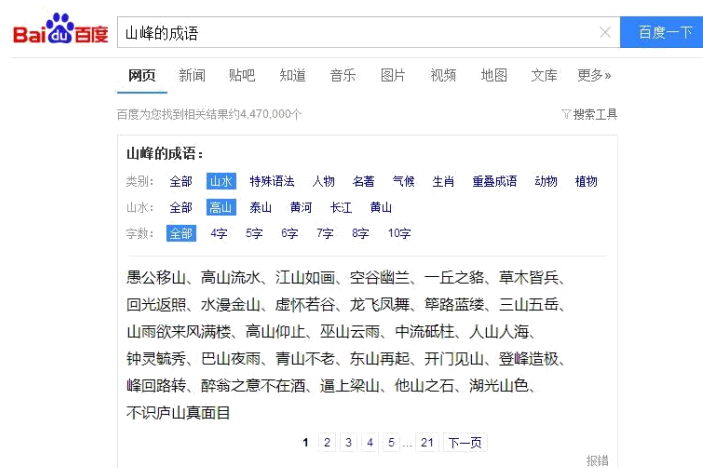 Bai du 百度 山峰的成语 百度一下
网页 新闻 贴吧 知道 音乐 图片 视频 地图 文库 更多»
百度为您找到相关结果约4,470,000个 搜索工具
山峰的成语：
类别： 全部 山水 特殊语法 人物 名著 气候 生肖 重叠成语 动物 植物
山水： 全部 高山 泰山 黄河 长江 黄山
字数： 全部 4字 5字 6字 7字 8字 10字
愚公移山、高山流水、江山如画、空谷幽兰、一丘之貉、草木皆兵、
回光返照、水漫金山、虚怀若谷、龙飞凤舞、筚路蓝缕、三山五岳、
山雨欲来风满楼、高山仰止、巫山云雨、中流砥柱、人山人海、
钟灵毓秀、巴山夜雨、青山不老、东山再起、开门见山、登峰造极、
峰回路转、醉翁之意不在酒、逼上梁山、他山之石、湖光山色、
不识庐山真面目
1 2 3 4 5 ... 21 下一页
报错